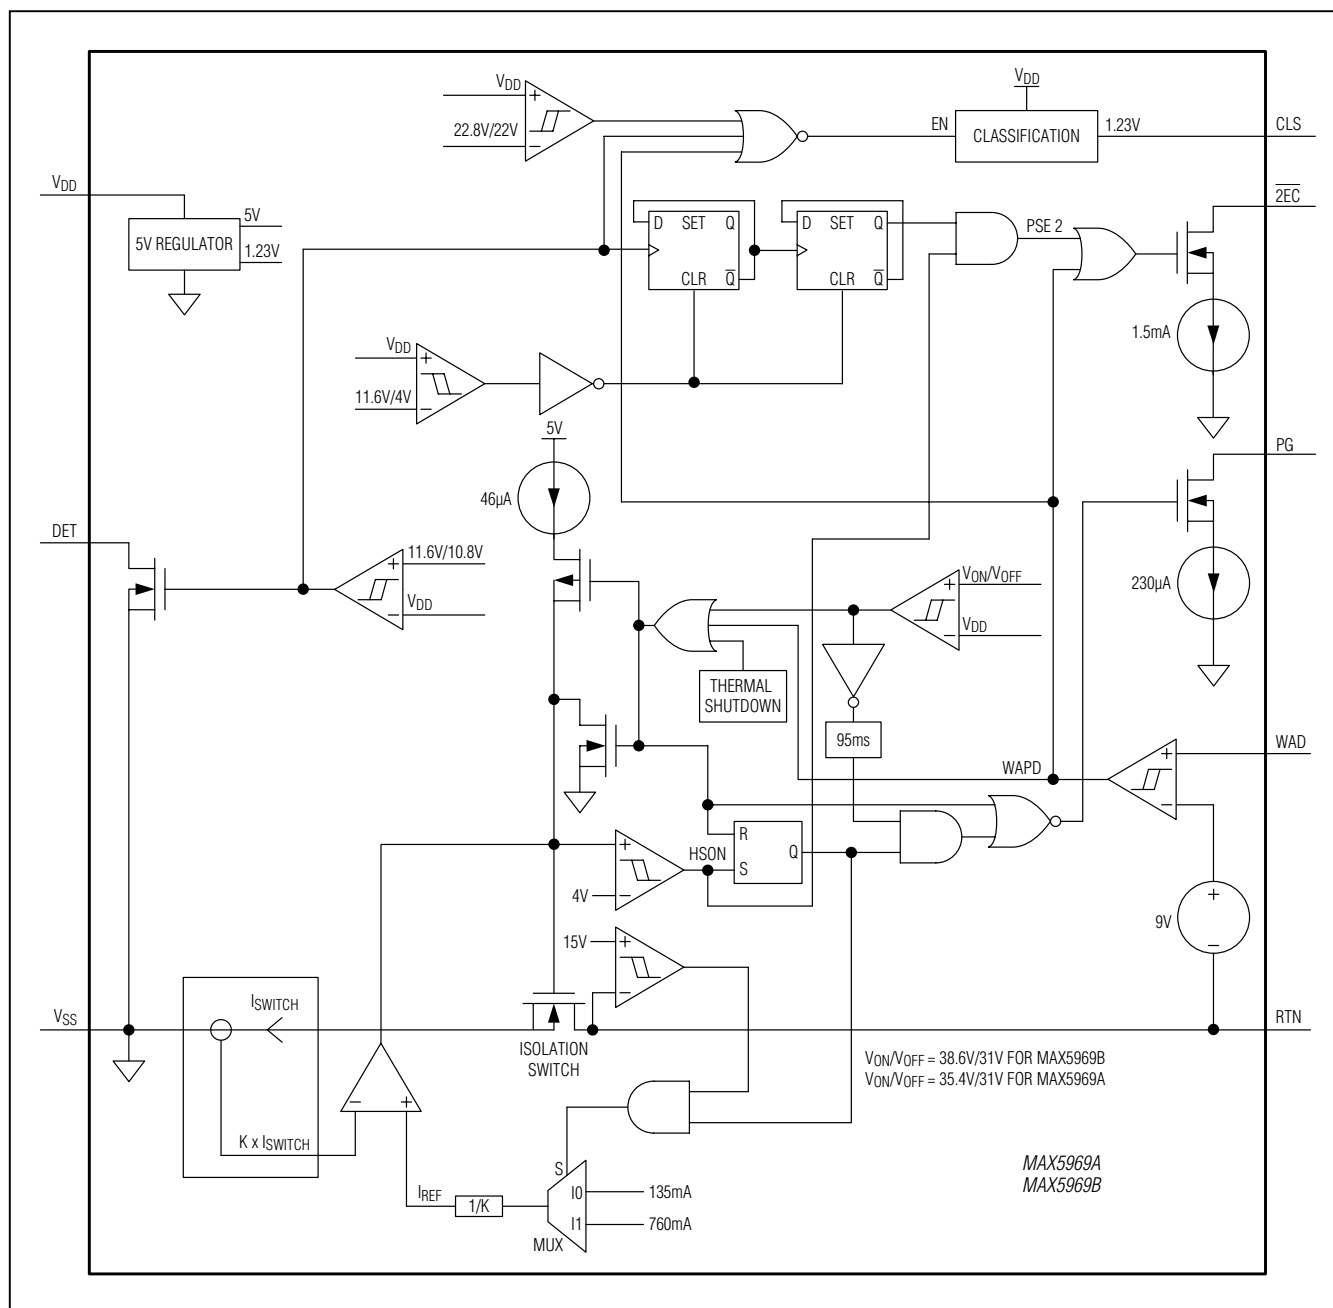 VDD
VDD
+
22.8V/22V
−
EN
CLASSIFICATION
1.23V
CLS
VDD
5V REGULATOR
5V
1.23V
D SET Q
CLR Q̅
D SET Q
CLR Q̅
PSE 2
2̅E̅C̅
1.5mA
VDD
+
11.6V/4V
−
5V
46µA
PG
230µA
DET
+
11.6V/10.8V
−
VDD
+
VON/VOFF
−
VDD
THERMAL
SHUTDOWN
95ms
WAPD
+
−
WAD
R
HSON
S
Q
+
4V
−
15V
+
−
+
9V
−
VSS
ISWITCH
ISOLATION
SWITCH
RTN
VON/VOFF = 38.6V/31V FOR MAX5969B
VON/VOFF = 35.4V/31V FOR MAX5969A
− +
K x ISWITCH
S
IREF
1/K
I0
135mA
I1
760mA
MUX
MAX5969A
MAX5969B